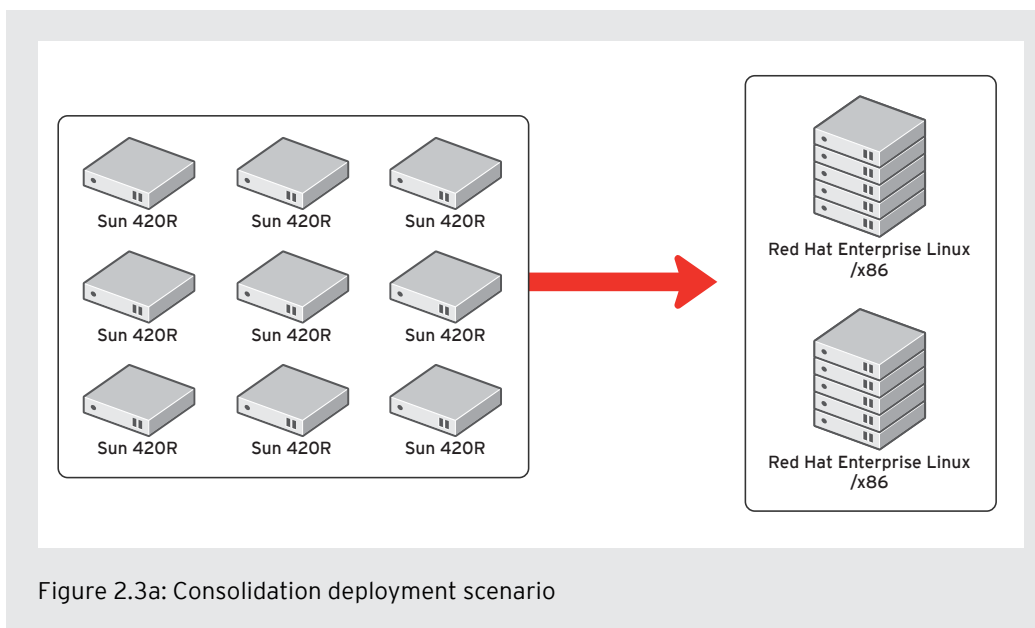 Sun 420R
Sun 420R
Sun 420R
Sun 420R
Sun 420R
Sun 420R
Sun 420R
Sun 420R
Sun 420R
Red Hat Enterprise Linux
/x86
Red Hat Enterprise Linux
/x86
Figure 2.3a: Consolidation deployment scenario